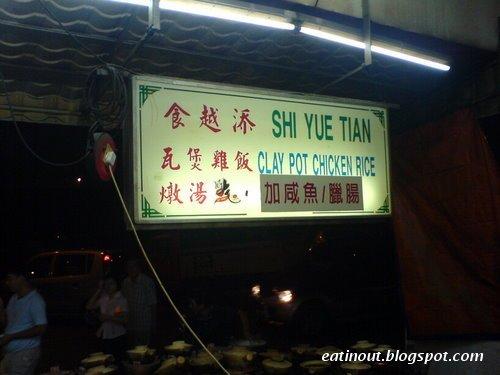 食越添 SHI YUE TIAN
瓦煲雞飯 CLAY POT CHICKEN RICE
燉湯 加咸魚/臘腸
eatinout.blogspot.com